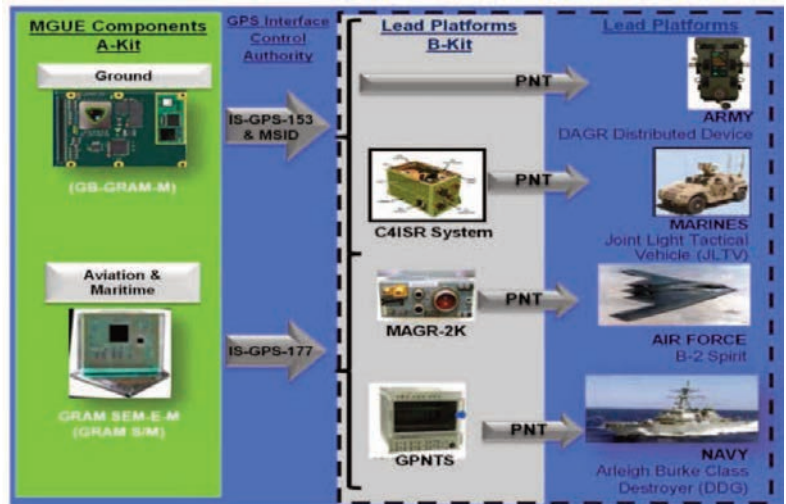 MGUE Components
A-Kit
Ground
(GB-GRAM-M)
Aviation &
Maritime
GRAM SEM-E-M
(GRAM S/M)
GPS Interface
Control
Authority
IS-GPS-153
& MSID
IS-GPS-177
Lead Platforms
B-Kit
C4ISR System
MAGR-2K
GPNTS
PNT
PNT
PNT
PNT
Lead Platforms
ARMY
DAGR Distributed Device
MARINES
Joint Light Tactical
Vehicle (JLTV)
AIR FORCE
B-2 Spirit
NAVY
Arleigh Burke Class
Destroyer (DDG)